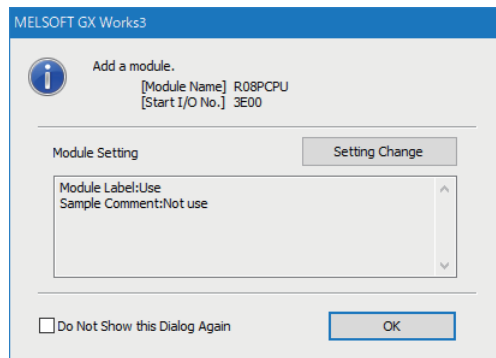 MELSOFT GX Works3
Add a module.
[Module Name] R08PCPU
[Start I/O No.] 3E00
Module Setting
Setting Change
Module Label:Use
Sample Comment:Not use
Do Not Show this Dialog Again
OK